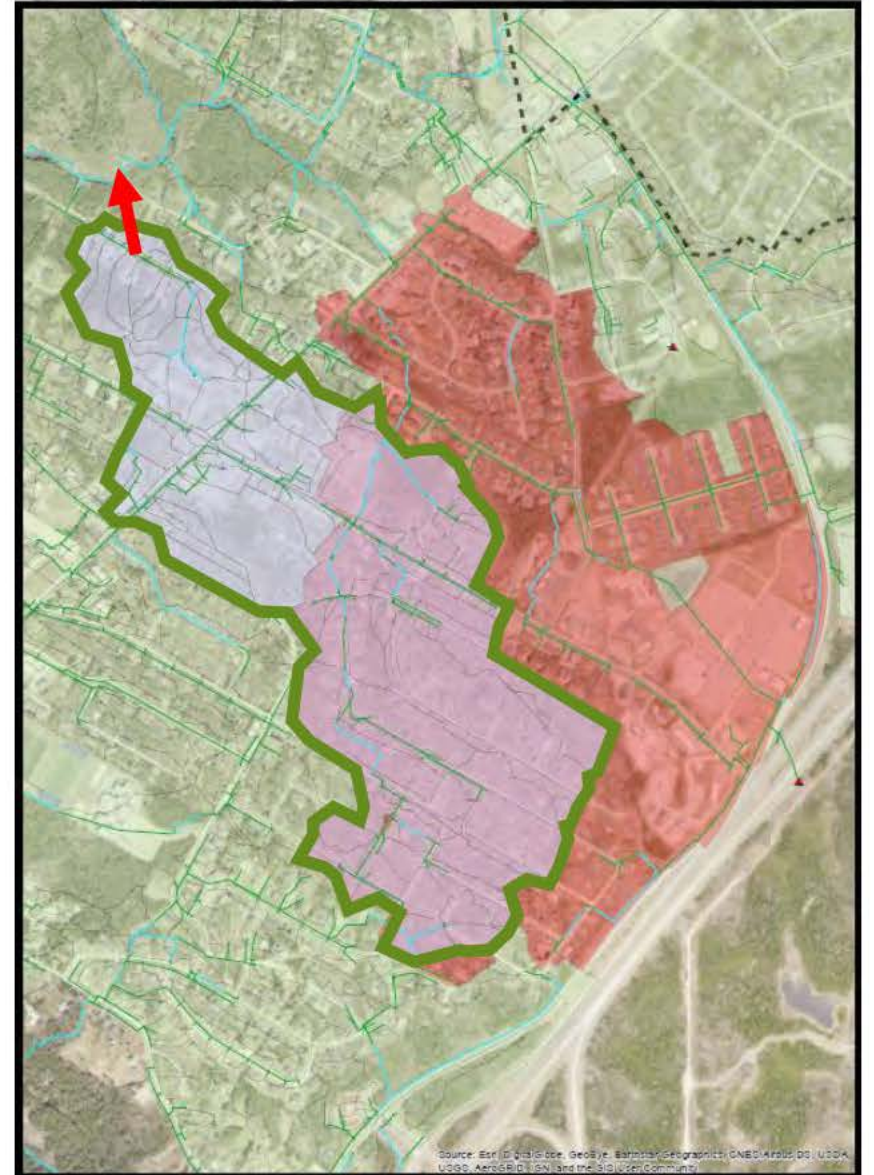 Source: Esri, DigitalGlobe, GeoEye, Earthstar Geographics, CNES/Airbus DS, USDA,
USGS, AeroGRID, IGN, and the GIS User Community